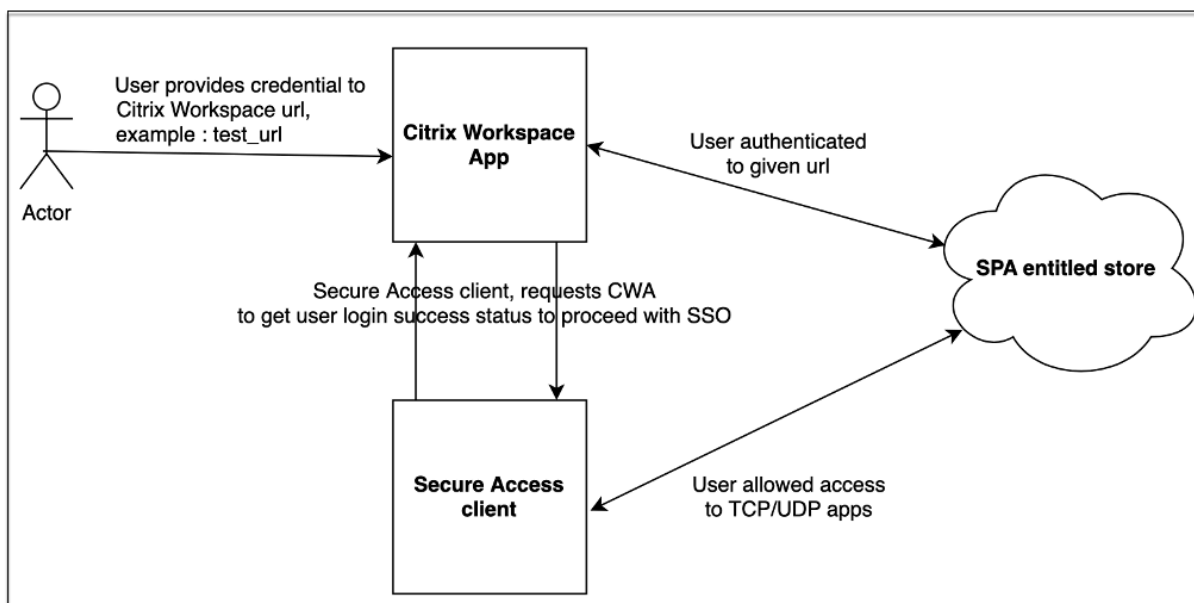 User provides credential to
Citrix Workspace url,
example : test_url
Actor
Citrix Workspace
App
User authenticated
to given url
SPA entitled store
Secure Access client, requests CWA
to get user login success status to proceed with SSO
Secure Access
client
User allowed access
to TCP/UDP apps